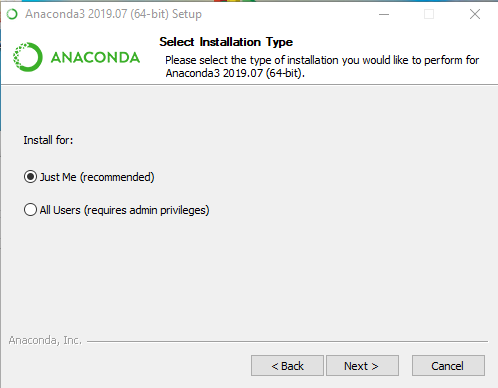 Anaconda3 2019.07 (64-bit) Setup
ANACONDA
Select Installation Type
Please select the type of installation you would like to perform for
Anaconda3 2019.07 (64-bit).
Install for:
Just Me (recommended)
All Users (requires admin privileges)
Anaconda, Inc.
< Back
Next >
Cancel